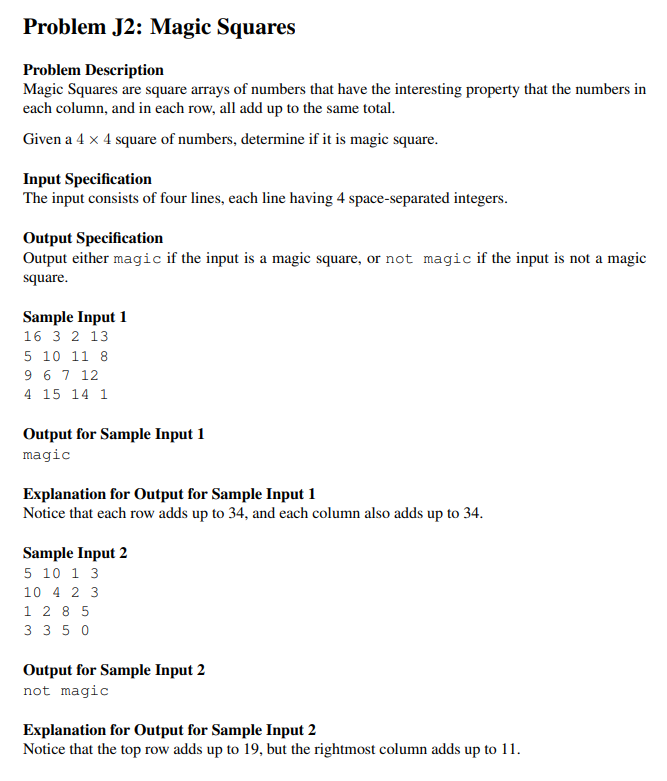 Problem J2: Magic Squares
Problem Description
Magic Squares are square arrays of numbers that have the interesting property that the numbers in
each column, and in each row, all add up to the same total.
Given a 4 × 4 square of numbers, determine if it is magic square.
Input Specification
The input consists of four lines, each line having 4 space-separated integers.
Output Specification
Output either magic if the input is a magic square, or not magic if the input is not a magic
square.
Sample Input 1
16 3 2 13
5 10 11 8
9 6 7 12
4 15 14 1
Output for Sample Input 1
magic
Explanation for Output for Sample Input 1
Notice that each row adds up to 34, and each column also adds up to 34.
Sample Input 2
5 10 1 3
10 4 2 3
1 2 8 5
3 3 5 0
Output for Sample Input 2
not magic
Explanation for Output for Sample Input 2
Notice that the top row adds up to 19, but the rightmost column adds up to 11.